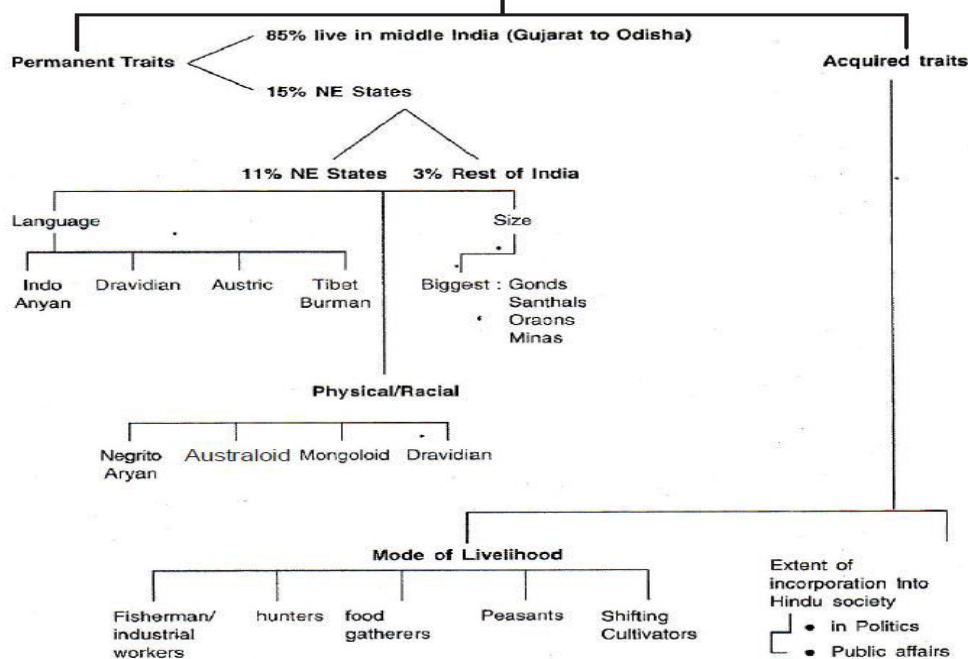 85% live in middle India (Gujarat to Odisha)
Permanent Traits
Acquired traits
15% NE States
11% NE States
3% Rest of India
Language
Size
Indo
Anyan
Dravidian
Austric
Tibet
Burman
Biggest : Gonds
Santhals
Oraons
Minas
Physical/Racial
Negrito
Aryan
Australoid
Mongoloid
Dravidian
Mode of Livelihood
Fisherman/
industrial
workers
hunters
food
gatherers
Peasants
Shifting
Cultivators
Extent of
incorporation Into
Hindu society
• in Politics
• Public affairs